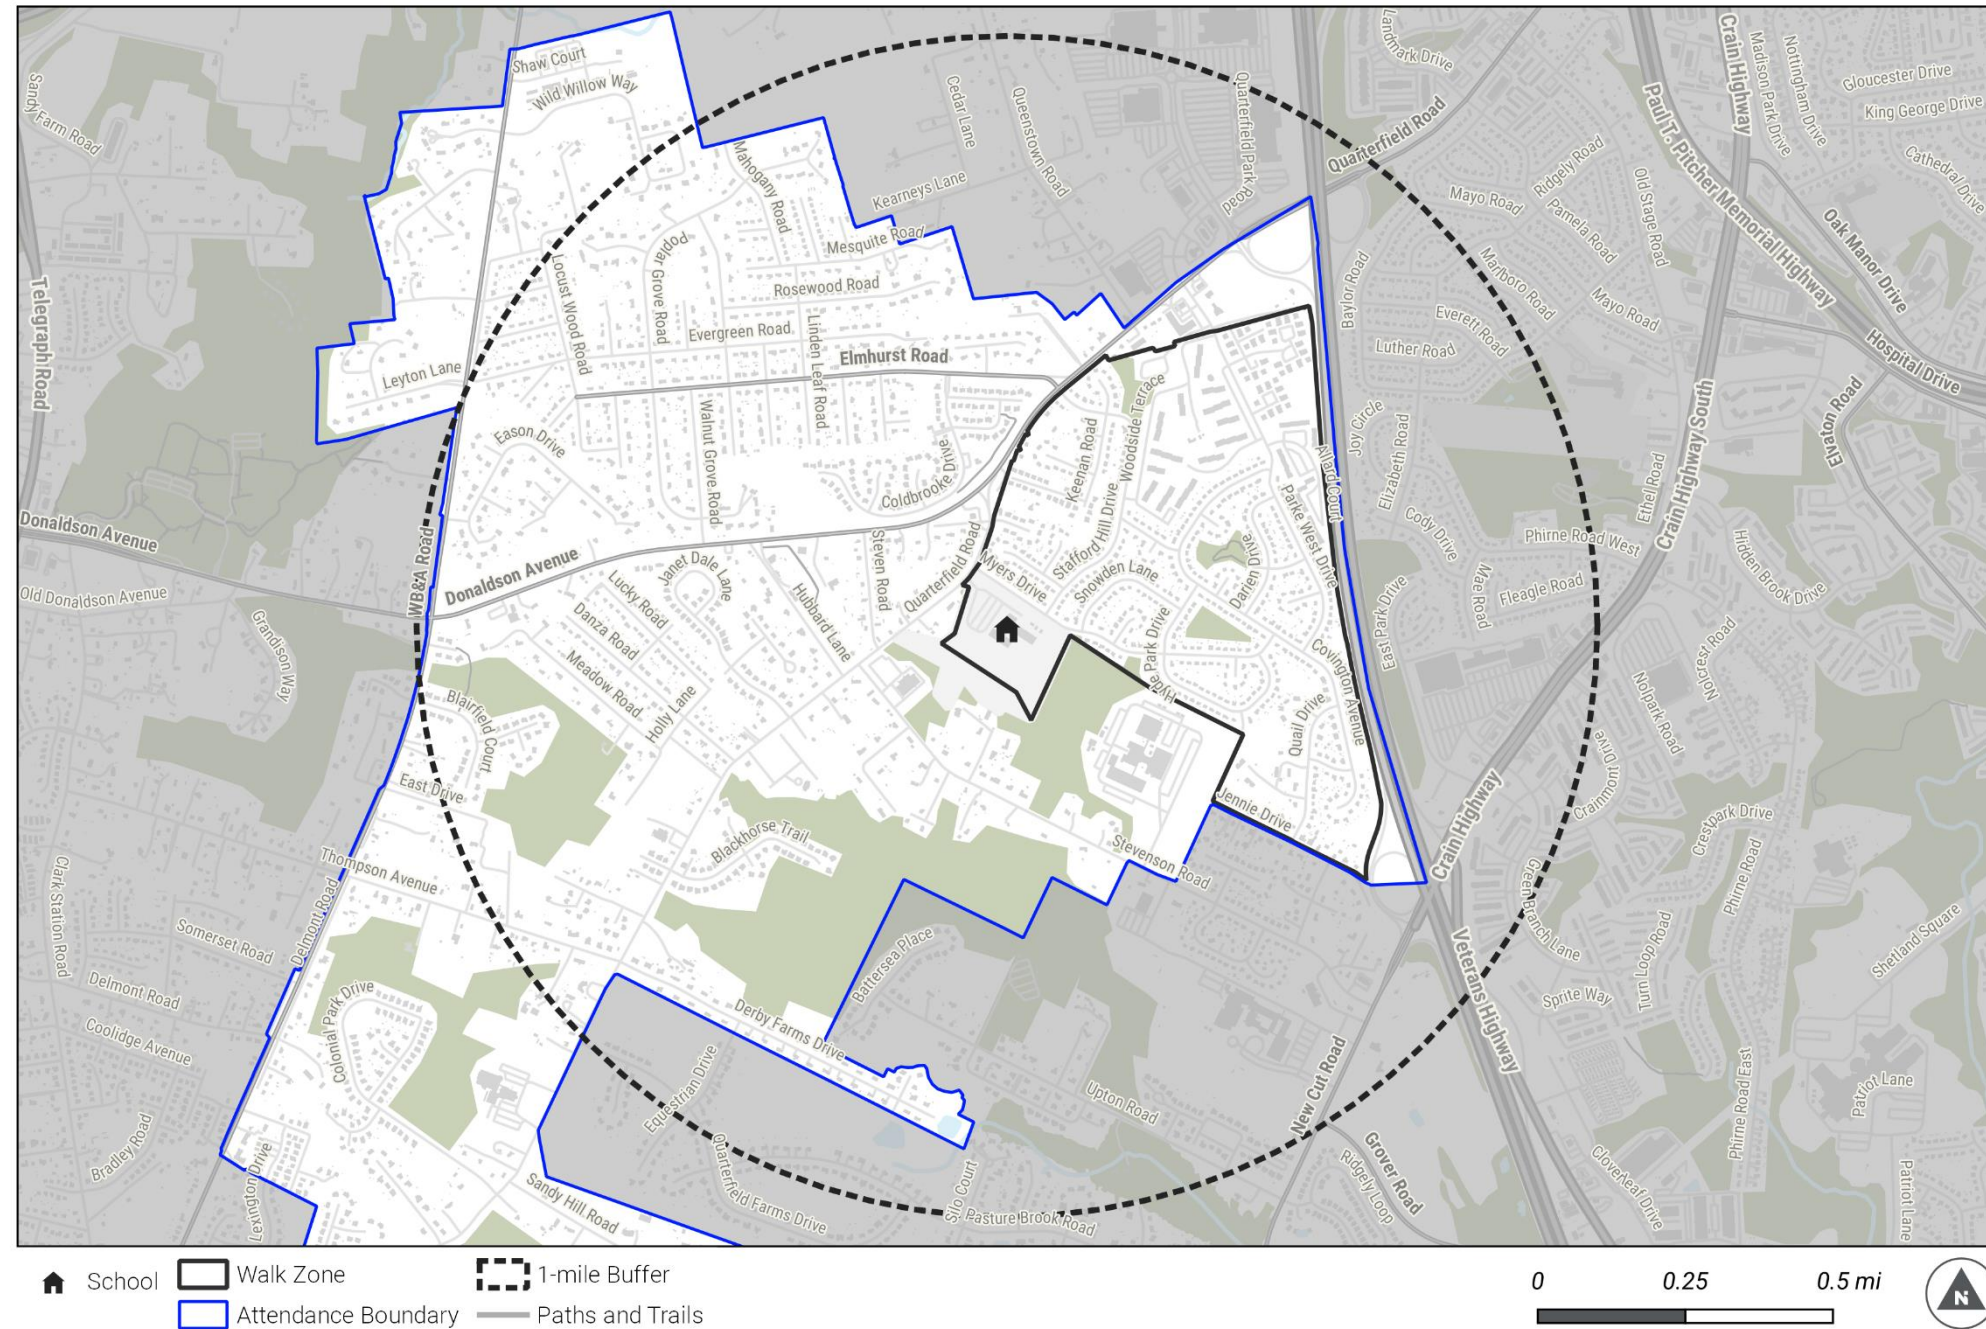 Shaw Court
Wild Willow Way
Cedar Lane
Queenstown Road
Quarterfield Park Road
Landmark Drive
Quarterfield Road
Crain Highway
Madison Park Drive
Nottingham Drive
Gloucester Drive
King George Drive
Cathedral Drive
Paul T. Pitcher Memorial Highway
Sandy Farm Road
Mahogany Road
Kearneys Lane
Mesquite Road
Poplar Grove Road
Locust Wood Road
Rosewood Road
Evergreen Road
Linden Leaf Road
Elmhurst Road
Leyton Lane
Telegraph Road
Mayo Road
Ridgely Road
Pamela Road
Old Stage Road
Marlboro Road
Mayo Road
Baylor Road
Everett Road
Luther Road
Oak Manor Drive
Hospital Drive
Elvaton Road
Crain Highway South
Joy Circle
Elizabeth Road
Allard Court
Woodside Terrace
Keenan Road
Eason Drive
Walnut Grove Road
Coldbrooke Drive
Stafford Hill Drive
Parke West Drive
Cody Drive
Ethel Road
Phirne Road West
Hidden Brook Drive
Mae Road
Fleagle Road
Donaldson Avenue
Old Donaldson Avenue
WB&A Road
Donaldson Avenue
Janet Dale Lane
Lucky Road
Danza Road
Meadow Road
Hubbard Lane
Steven Road
Quarterfield Road
Myers Drive
Snowden Lane
Darien Drive
Hyde Park Drive
Covington Avenue
East Park Drive
Quail Drive
Norcrest Road
Nolpark Road
Grandison Way
Holly Lane
Blairfield Court
East Drive
Blackhorse Trail
Jennie Drive
Stevenson Road
Crain Highway
Crainmont Drive
Crestpark Drive
Thompson Avenue
Clark Station Road
Delmont Road
Somerset Road
Delmont Road
Coolidge Avenue
Colonial Park Drive
Battersea Place
Derby Farms Drive
Equestrian Drive
Green Branch Lane
Phirne Road
Turn Loop Road
Shetland Square
Sprite Way
Veterans Highway
New Cut Road
Upton Road
Grover Road
Ridgely Loop
Phirne Road East
Patriot Lane
Cloverleaf Drive
Patriot Lane
Bradley Road
Lexington Drive
Sandy Hill Road
Quarterfield Farms Drive
Silo Court
Pasture Brook Road
School
Walk Zone
1-mile Buffer
Attendance Boundary
Paths and Trails
0 0.25 0.5 mi
N